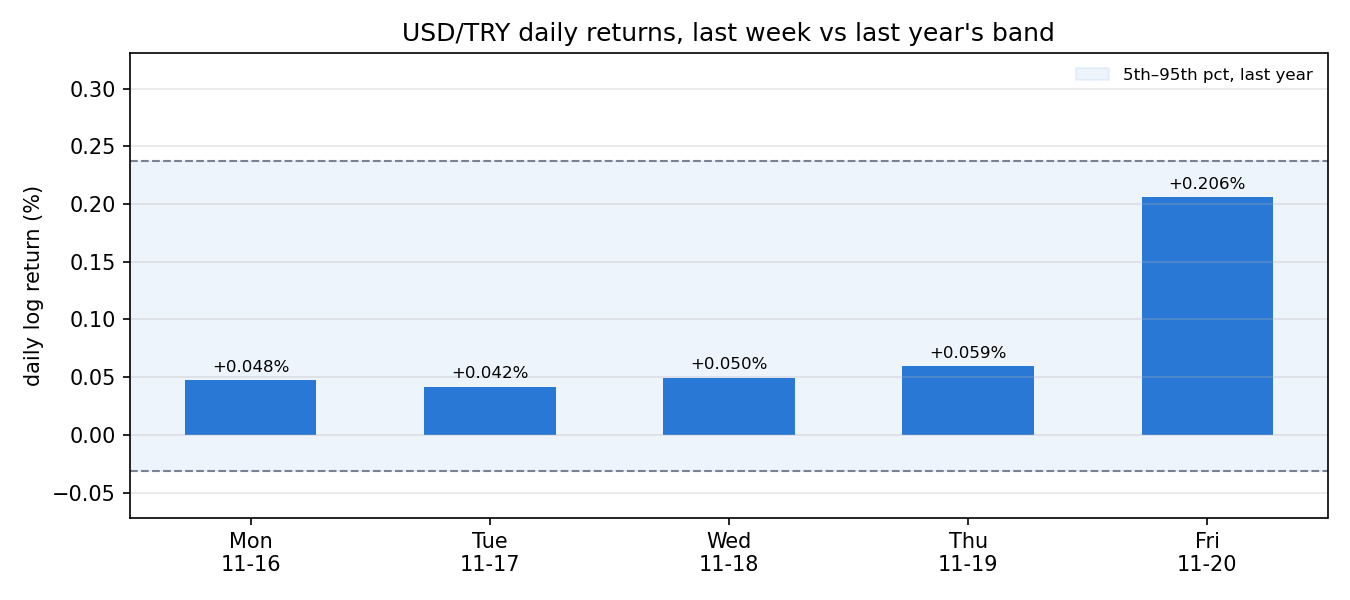 USD/TRY daily returns, last week vs last year's band
5th–95th pct, last year
daily log return (%)
0.30
0.25
0.20
0.15
0.10
0.05
0.00
−0.05
+0.048%
+0.042%
+0.050%
+0.059%
+0.206%
Mon
11-16
Tue
11-17
Wed
11-18
Thu
11-19
Fri
11-20